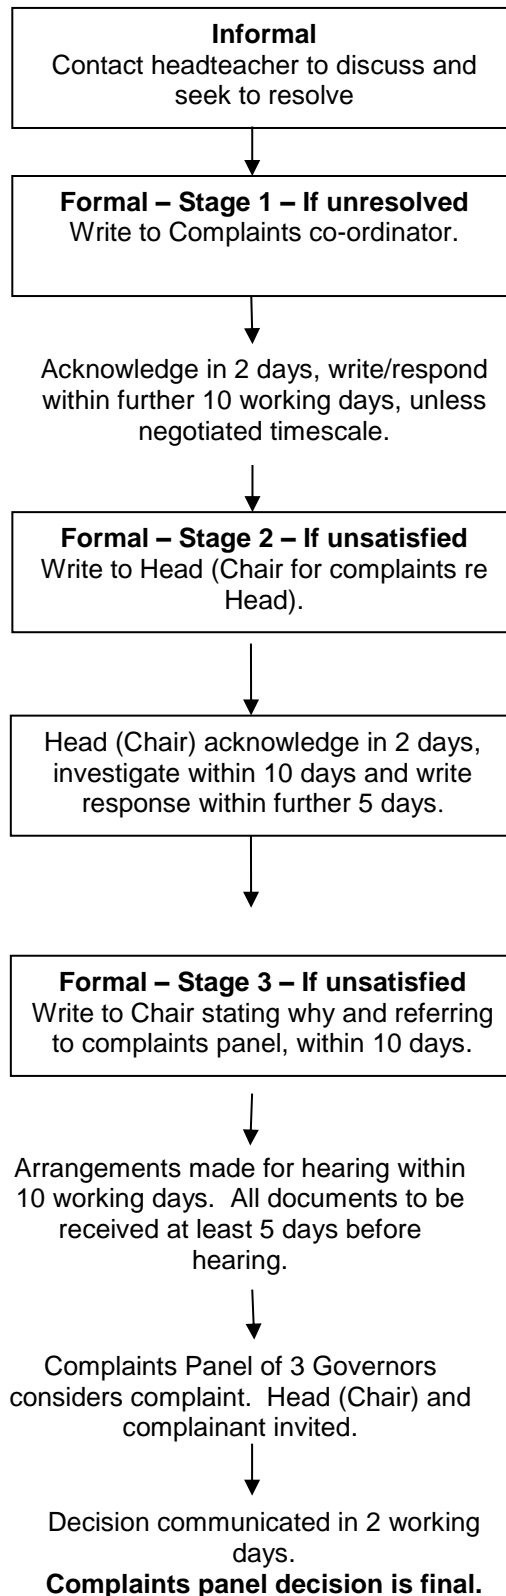 Informal
Contact headteacher to discuss and
seek to resolve
Formal – Stage 1 – If unresolved
Write to Complaints co-ordinator.
Acknowledge in 2 days, write/respond
within further 10 working days, unless
negotiated timescale.
Formal – Stage 2 – If unsatisfied
Write to Head (Chair for complaints re
Head).
Head (Chair) acknowledge in 2 days,
investigate within 10 days and write
response within further 5 days.
Formal – Stage 3 – If unsatisfied
Write to Chair stating why and referring
to complaints panel, within 10 days.
Arrangements made for hearing within
10 working days.  All documents to be
received at least 5 days before
hearing.
Complaints Panel of 3 Governors
considers complaint.  Head (Chair) and
complainant invited.
Decision communicated in 2 working
days.
Complaints panel decision is final.